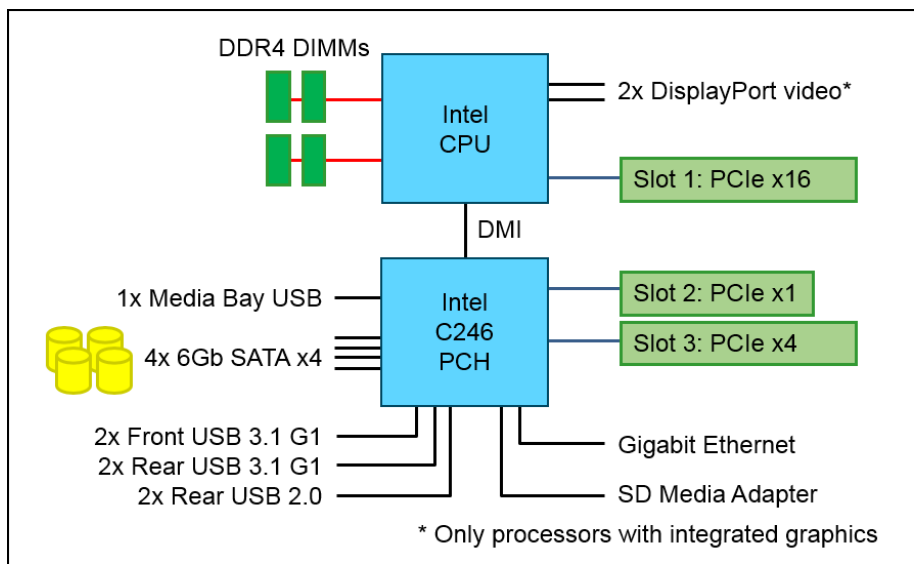 DDR4 DIMMs
Intel
CPU
2x DisplayPort video*
Slot 1: PCIe x16
DMI
1x Media Bay USB
Intel
C246
PCH
Slot 2: PCIe x1
Slot 3: PCIe x4
4x 6Gb SATA x4
2x Front USB 3.1 G1
2x Rear USB 3.1 G1
2x Rear USB 2.0
Gigabit Ethernet
SD Media Adapter
* Only processors with integrated graphics